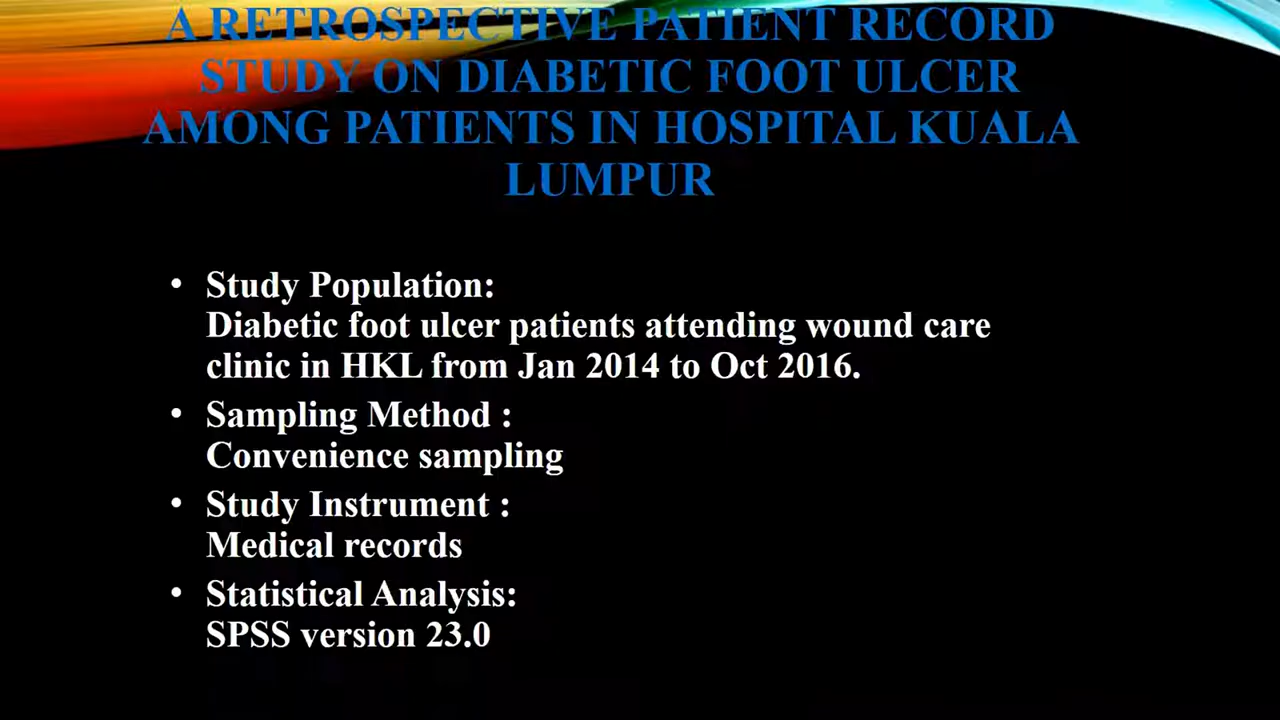 A RETROSPECTIVE PATIENT RECORD
STUDY ON DIABETIC FOOT ULCER
AMONG PATIENTS IN HOSPITAL KUALA
LUMPUR
• Study Population:
Diabetic foot ulcer patients attending wound care
clinic in HKL from Jan 2014 to Oct 2016.
• Sampling Method :
Convenience sampling
• Study Instrument :
Medical records
• Statistical Analysis:
SPSS version 23.0